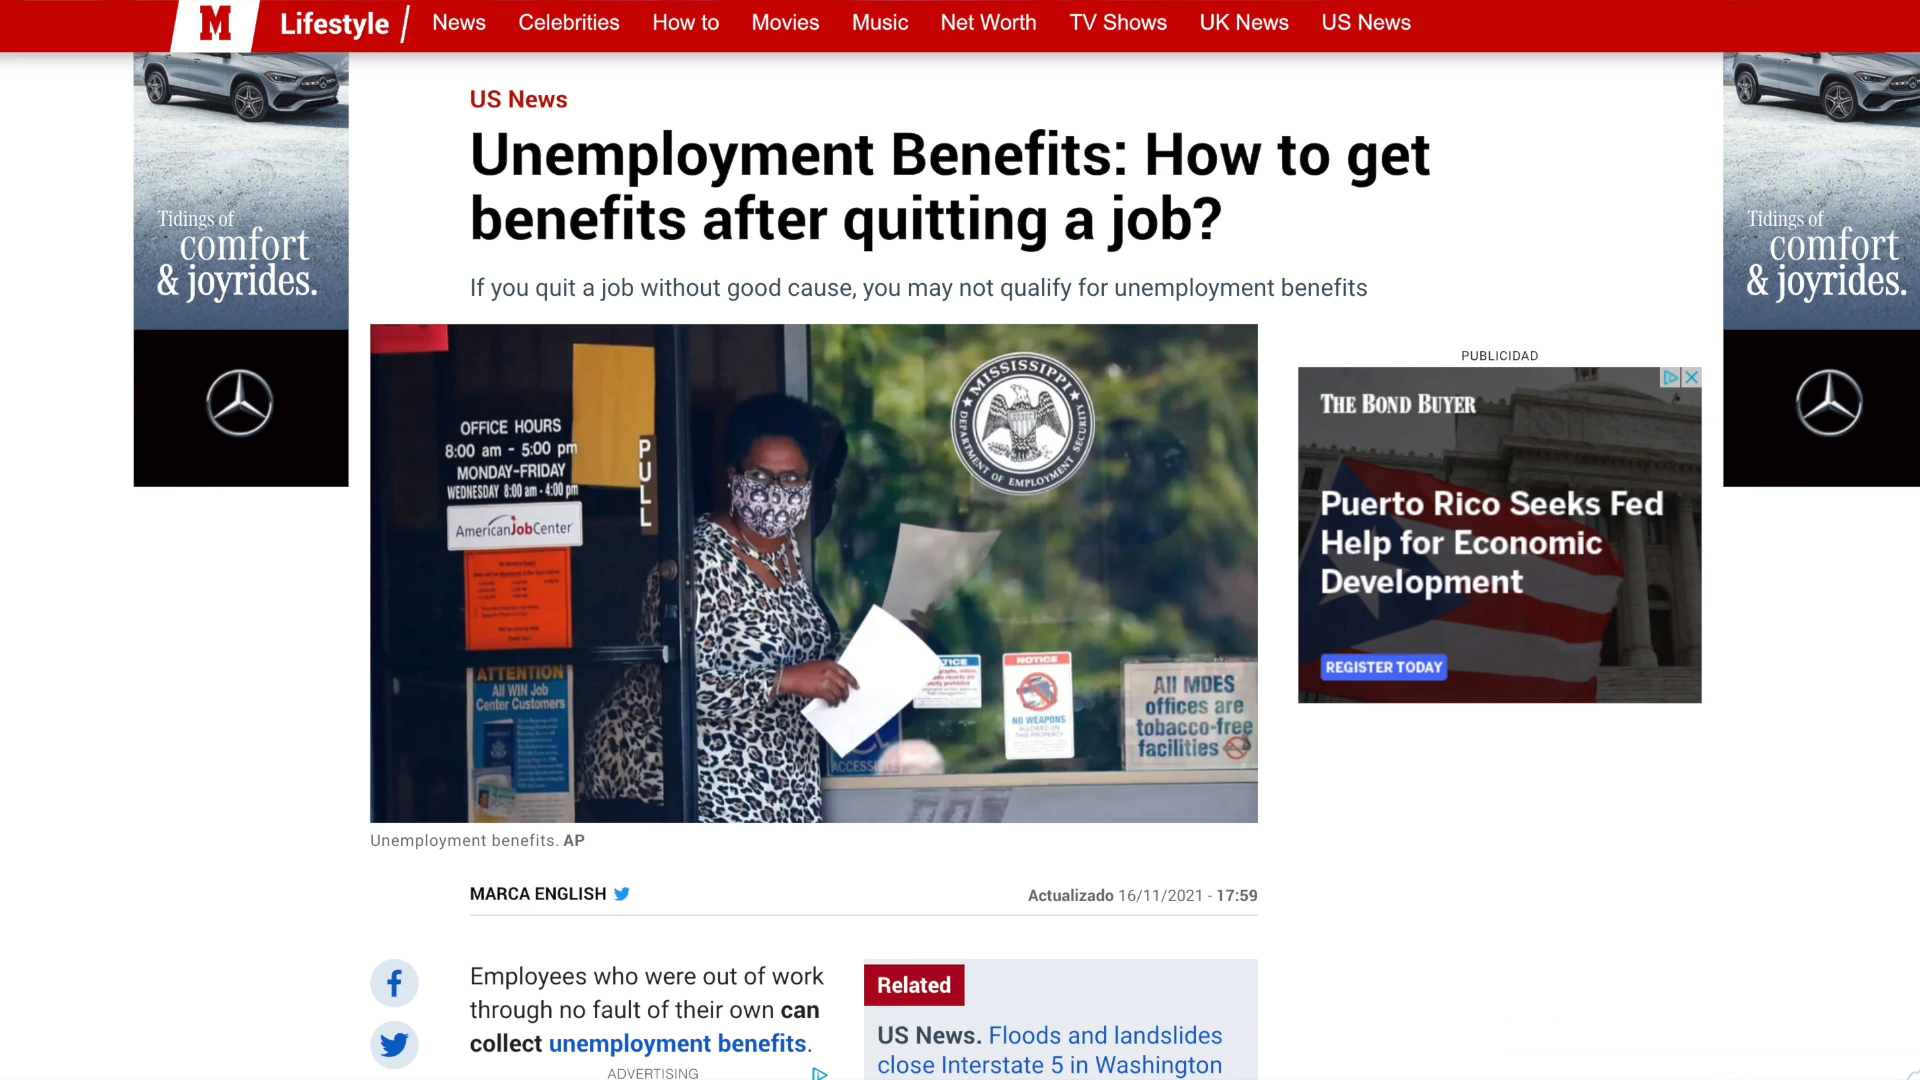 M
Lifestyle
News
Celebrities
How to
Movies
Music
Net Worth
TV Shows
UK News
US News
Tidings of
comfort
& joyrides.
US News
Unemployment Benefits: How to get
benefits after quitting a job?
If you quit a job without good cause, you may not qualify for unemployment benefits
OFFICE HOURS
8:00 am - 5:00 pm
MONDAY-FRIDAY
WEDNESDAY 8:00 am - 4:00 pm
AmericanJobCenter
PULL
ATTENTION
All WIN Job
Center Customers
MISSISSIPPI
DEPARTMENT OF EMPLOYMENT SECURITY
NOTICE
NO WEAPONS
ALLOWED ON
THIS PROPERTY
All MDES
offices are
tobacco-free
facilities
Unemployment benefits. AP
PUBLICIDAD
THE BOND BUYER
Puerto Rico Seeks Fed
Help for Economic
Development
REGISTER TODAY
Tidings of
comfort
& joyrides.
MARCA ENGLISH
Actualizado 16/11/2021 - 17:59
Employees who were out of work
through no fault of their own can
collect unemployment benefits.
ADVERTISING
Related
US News. Floods and landslides
close Interstate 5 in Washington